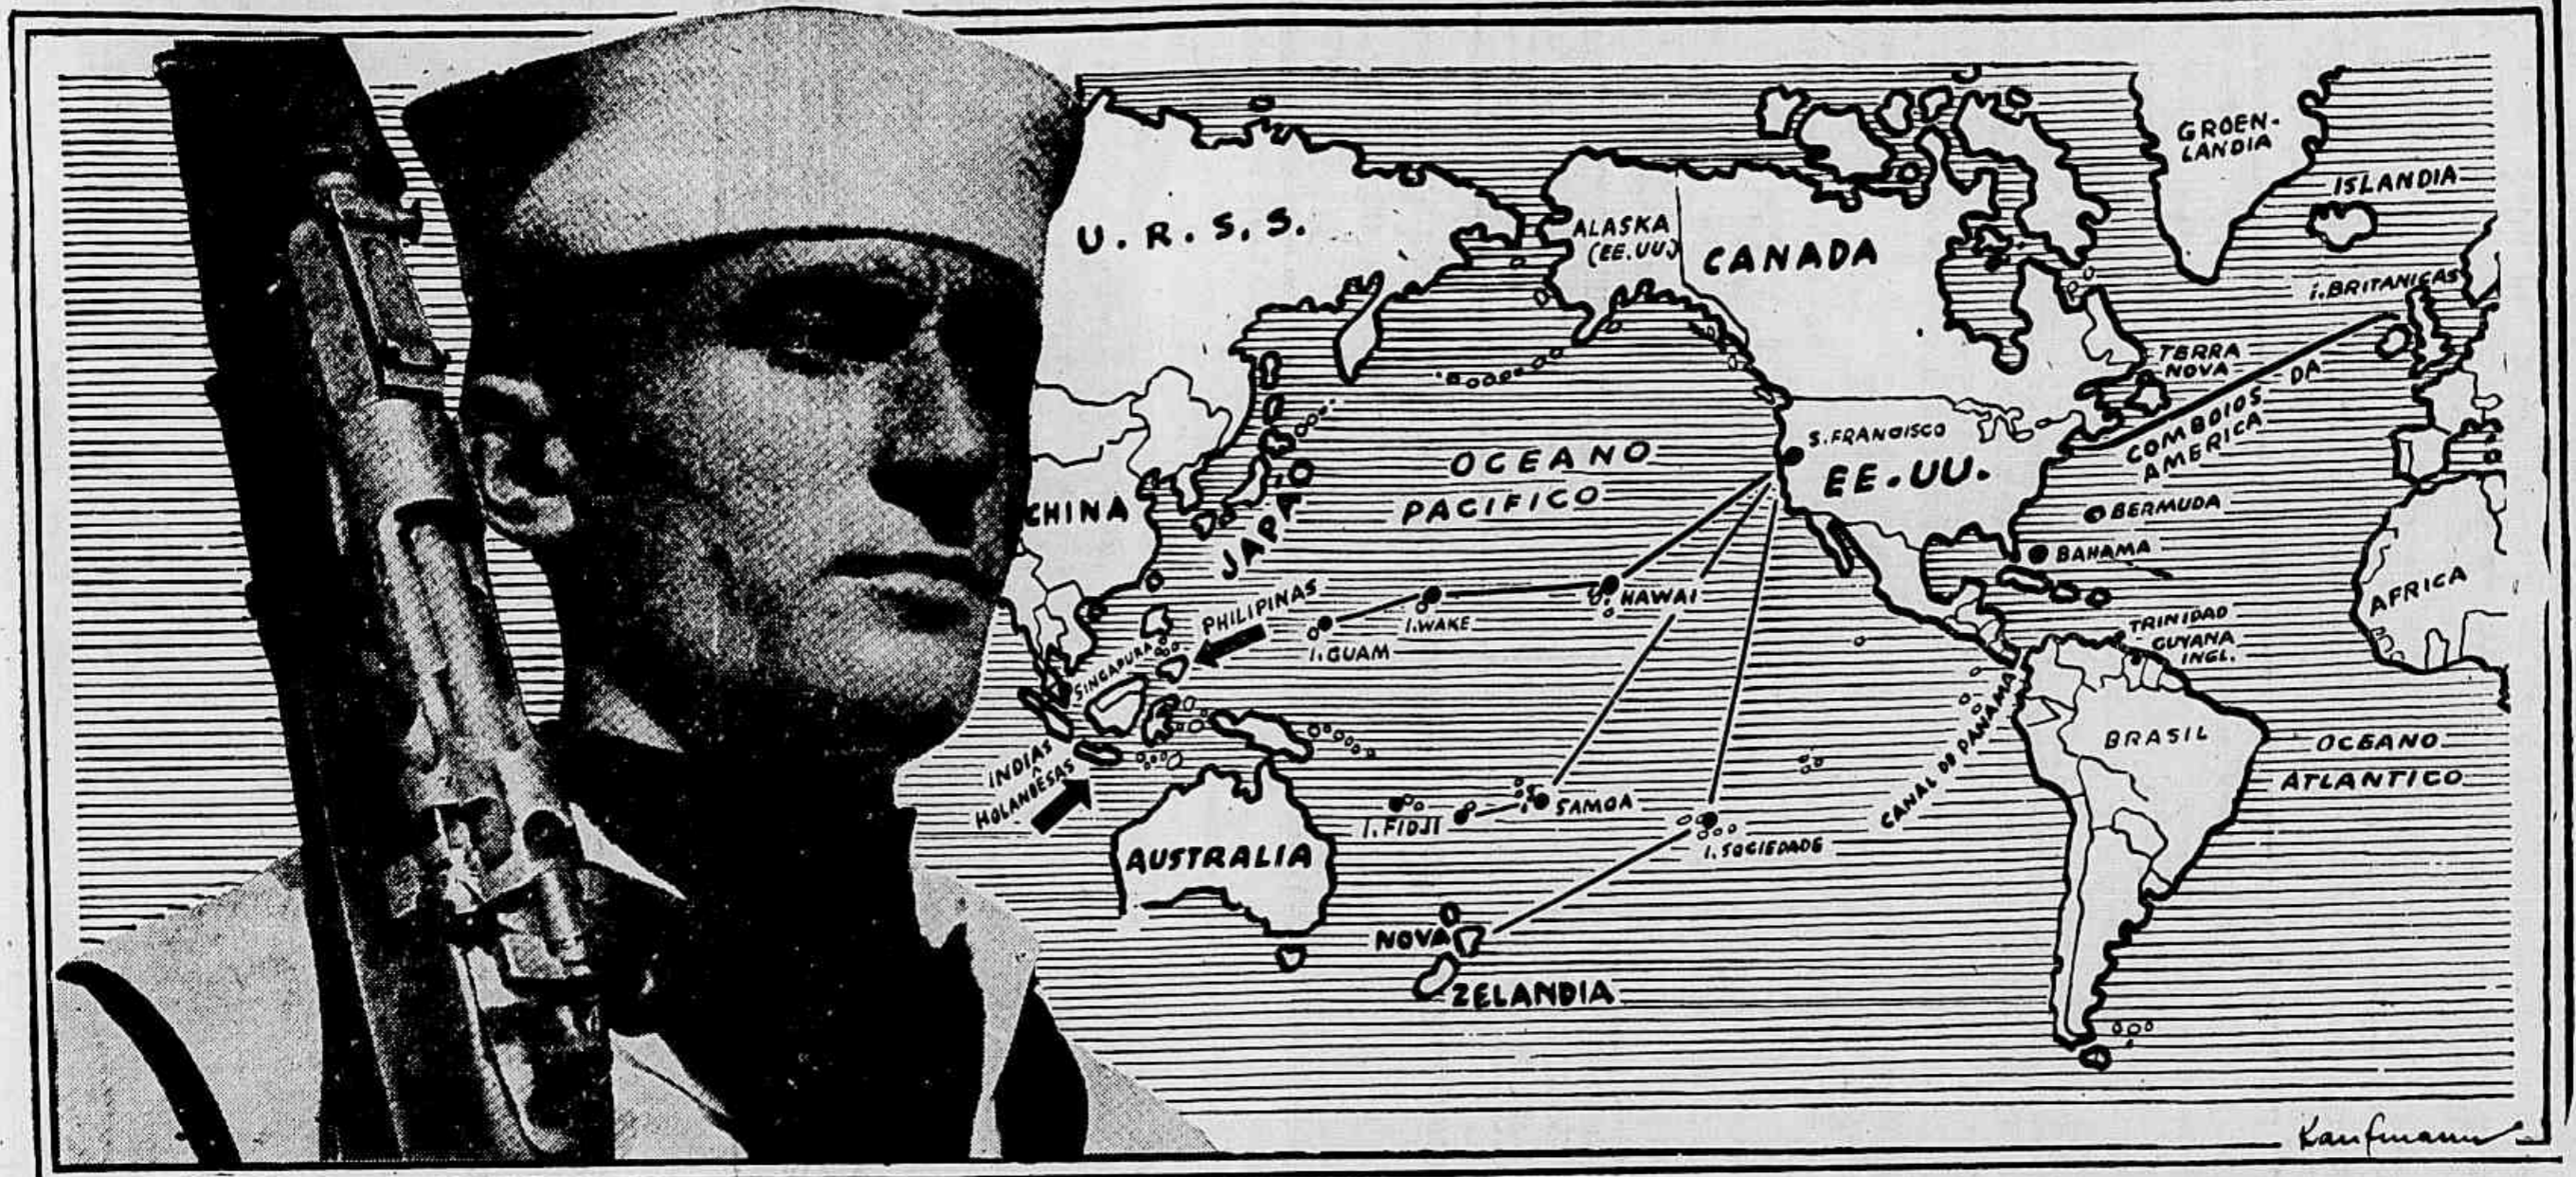 U.R.S.S.
ALASKA
(EE.UU.)
CANADA
GROEN-
LANDIA
ISLANDIA
I. BRITANICAS
TERRA
NOVA
COMBOIOS DA
AMERICA
S. FRANCISCO
EE.UU.
OCEANO
PACIFICO
CHINA
JAPÃ
BERMUDA
BAHAMA
AFRICA
PHILIPINAS
I. WAKE
HAWAI
I. GUAM
SINGAPURA
TRINIDAD
GUYANA
INGL.
BRASIL
OCEANO
ATLANTICO
CANAL DO PANAMA
INDIAS
HOLANDÊSAS
I. FIDJI
SAMOA
I. SOCIEDADE
AUSTRALIA
NOVA
ZELANDIA
Kaufmann